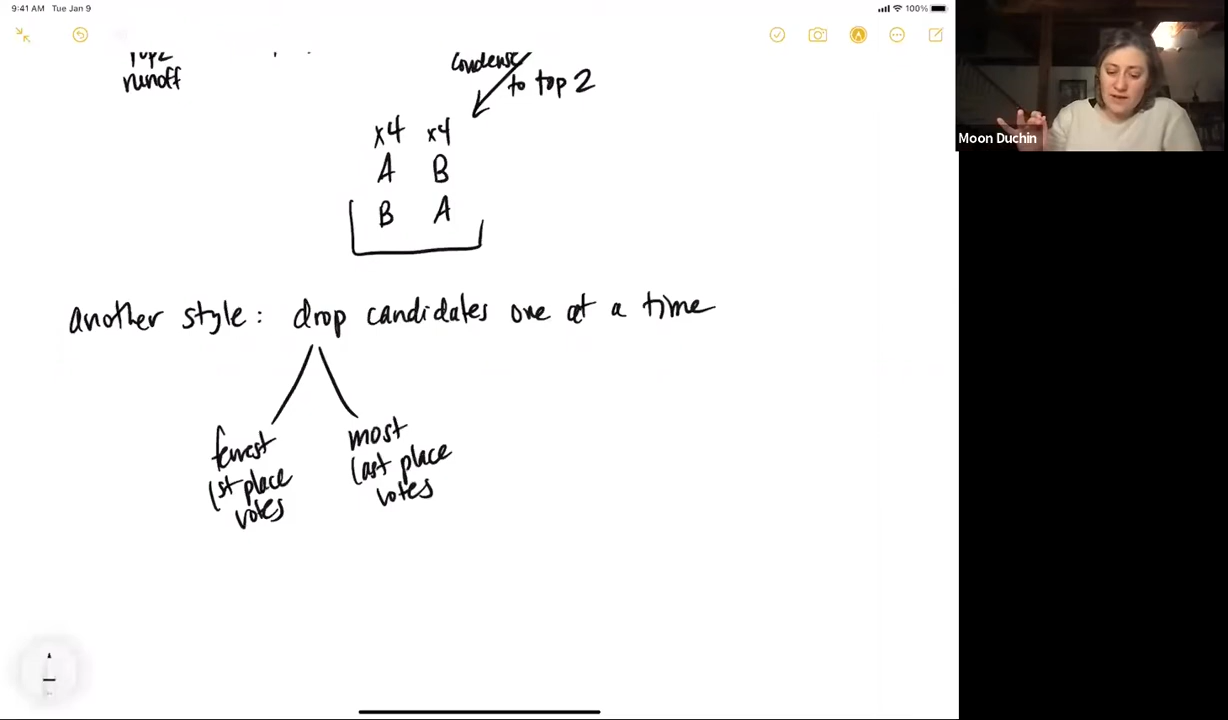 9:41 AM Tue Jan 9
100%
runoff
condense
to top 2
x4 x4
A B
B A
another style: drop candidates one at a time
fewest
1st place
votes
most
last place
votes
Moon Duchin